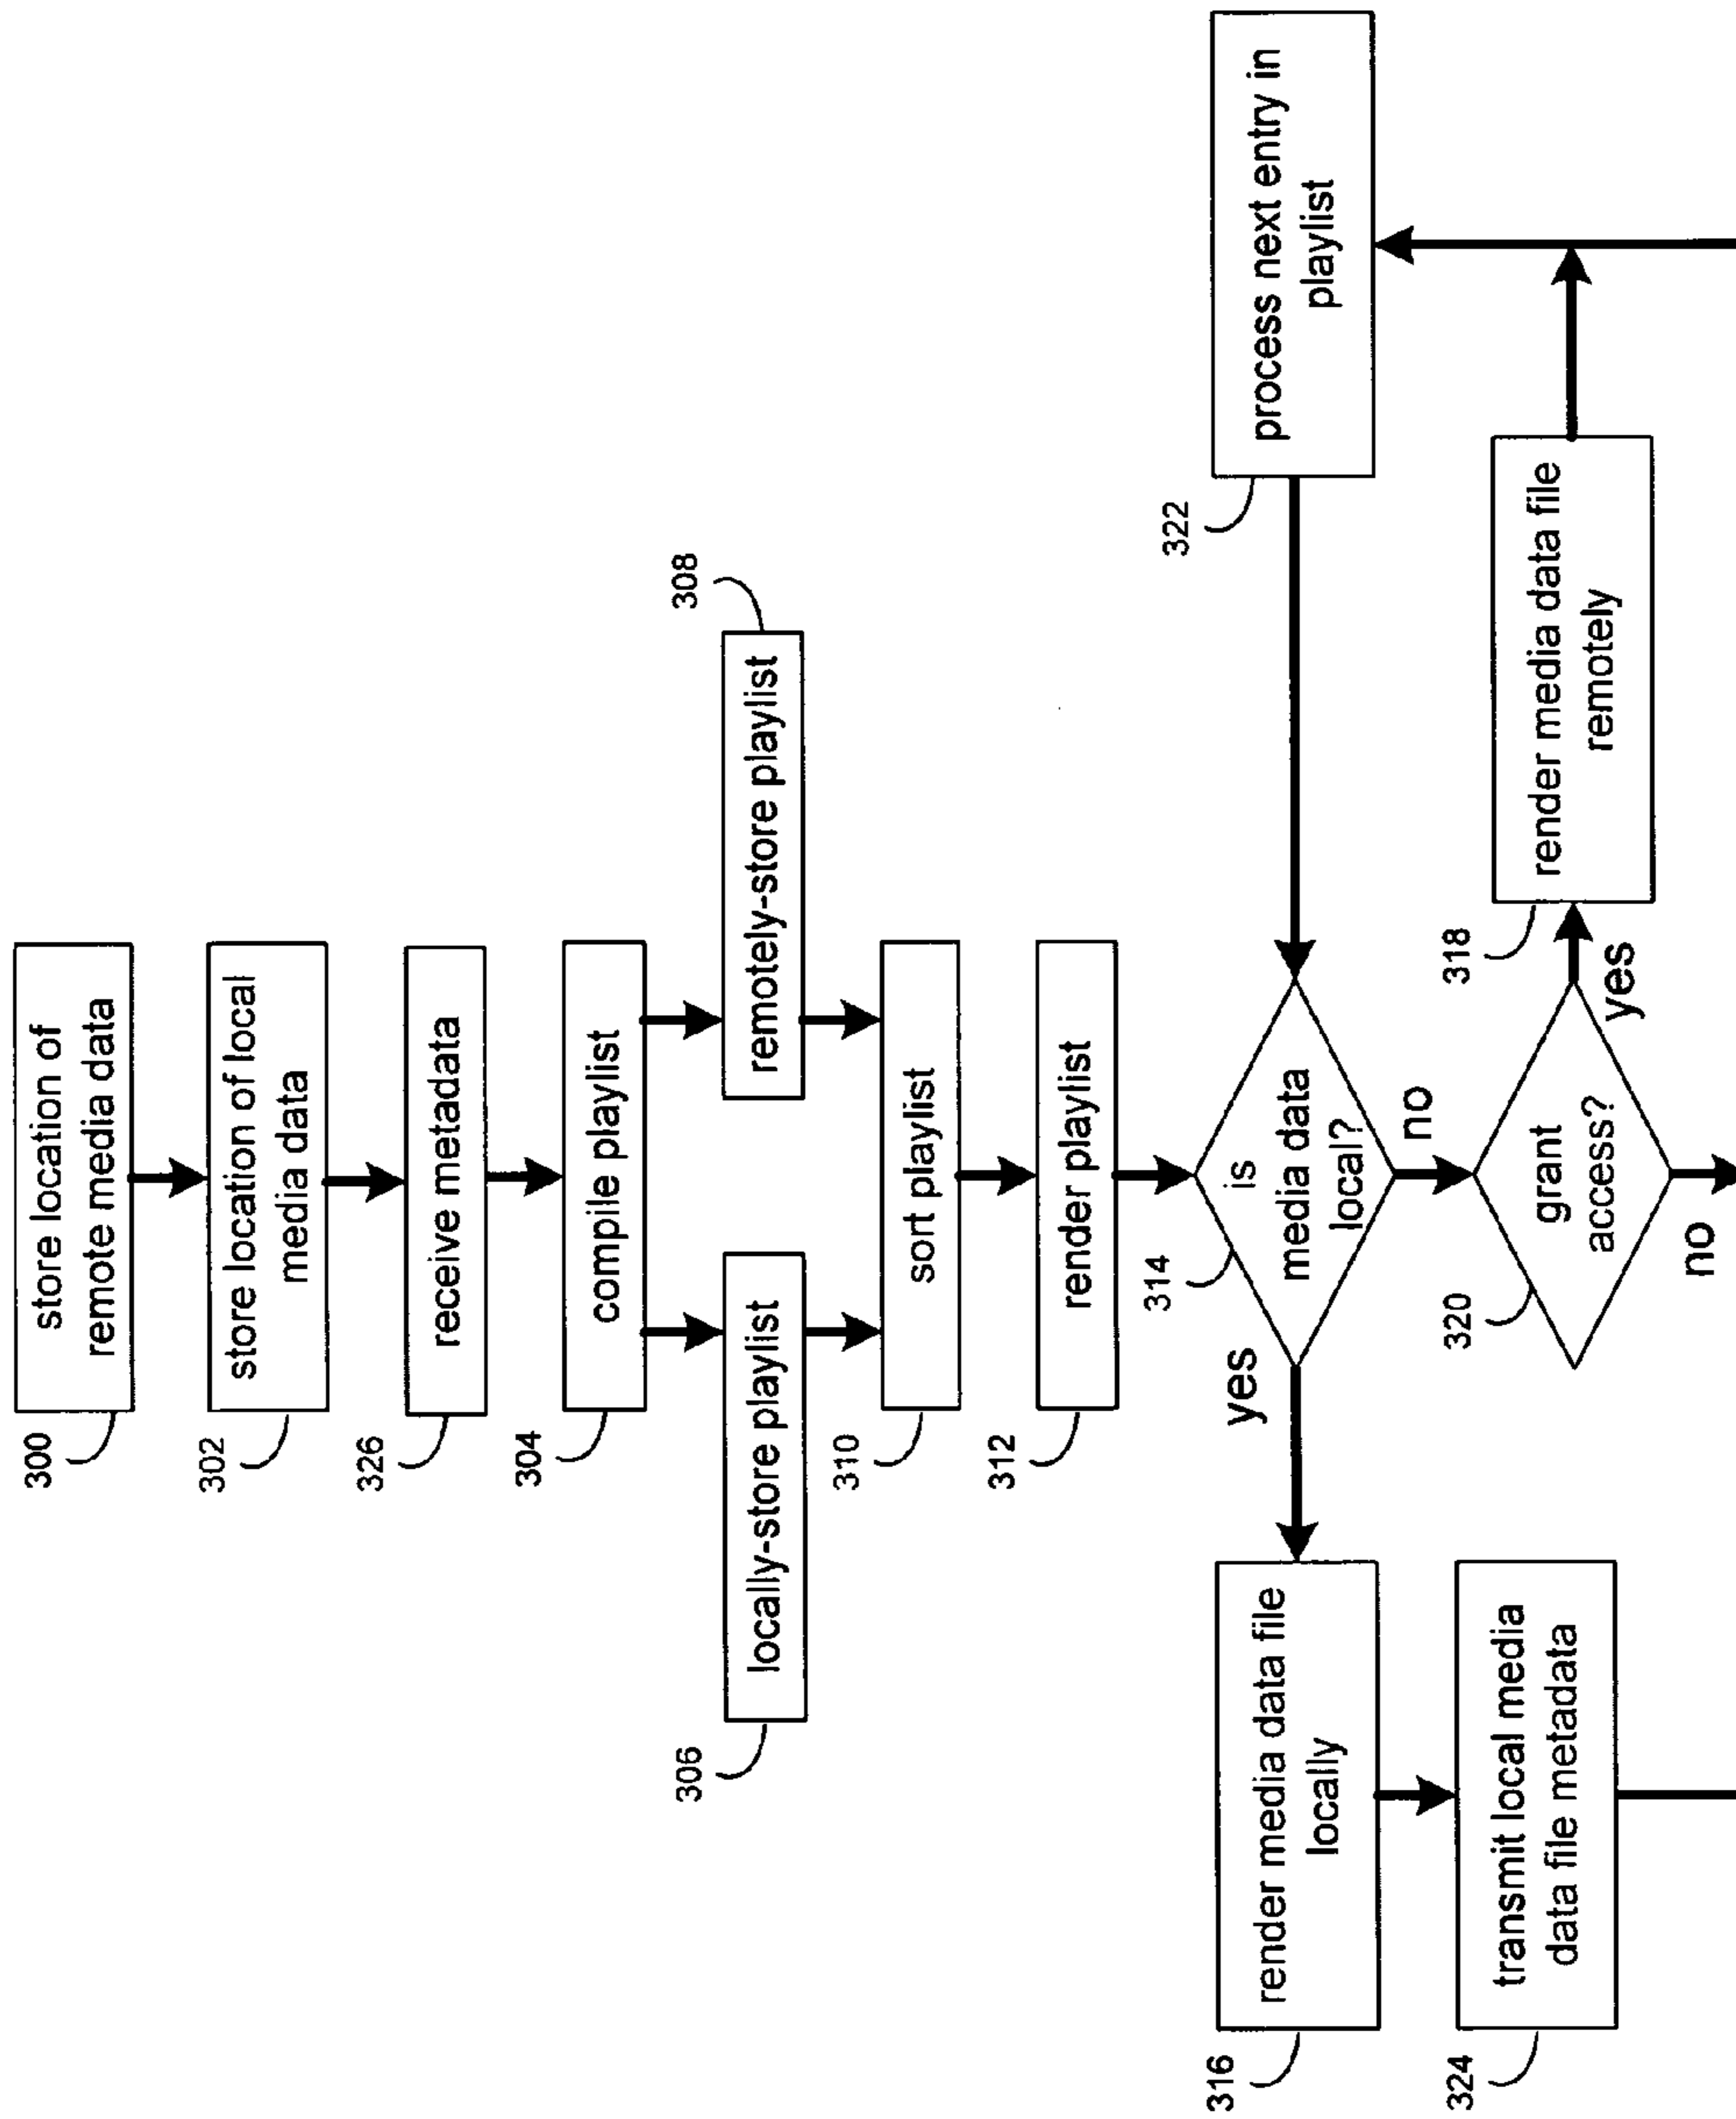 300
store location of
remote media data
302
store location of local
media data
326
receive metadata
304
compile playlist
306
locally-store playlist
308
remotely-store playlist
310
sort playlist
312
render playlist
314
is
media data
local?
yes
no
316
render media data file
locally
324
transmit local media
data file metadata
320
grant
access?
yes
no
318
render media data file
remotely
322
process next entry in
playlist